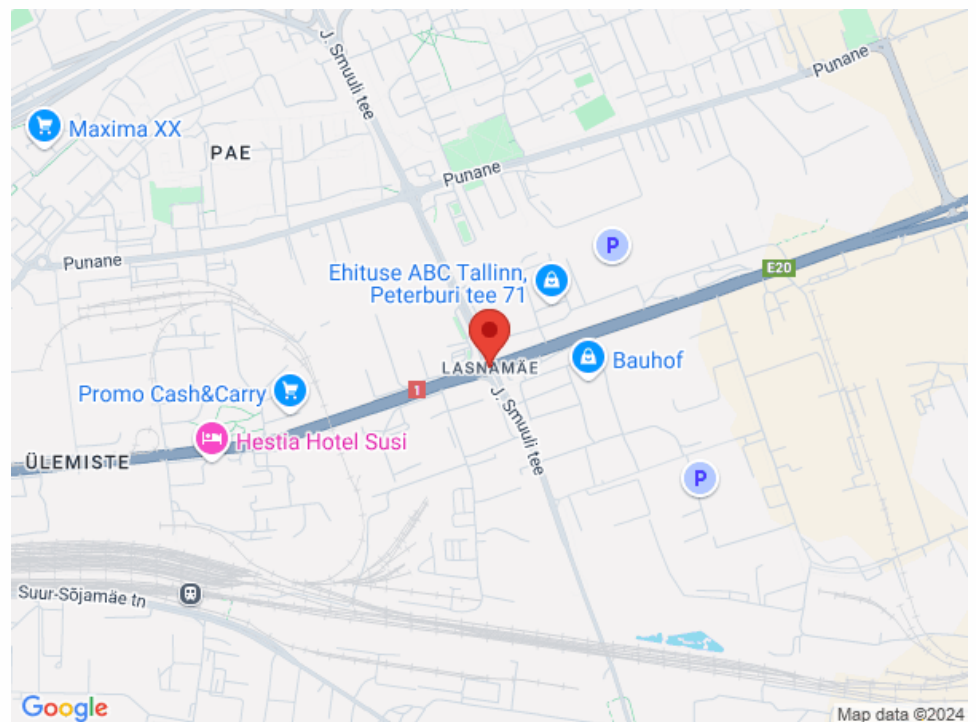 J. Smuuli tee
Punane
Maxima XX
PAE
Punane
Punane
Ehituse ABC Tallinn,
Peterburi tee 71
E20
LASNAMÄE
Bauhof
1
Promo Cash&Carry
J. Smuuli tee
Hestia Hotel Susi
ÜLEMISTE
P
P
Suur-Sõjamäe tn
Google
Map data ©2024